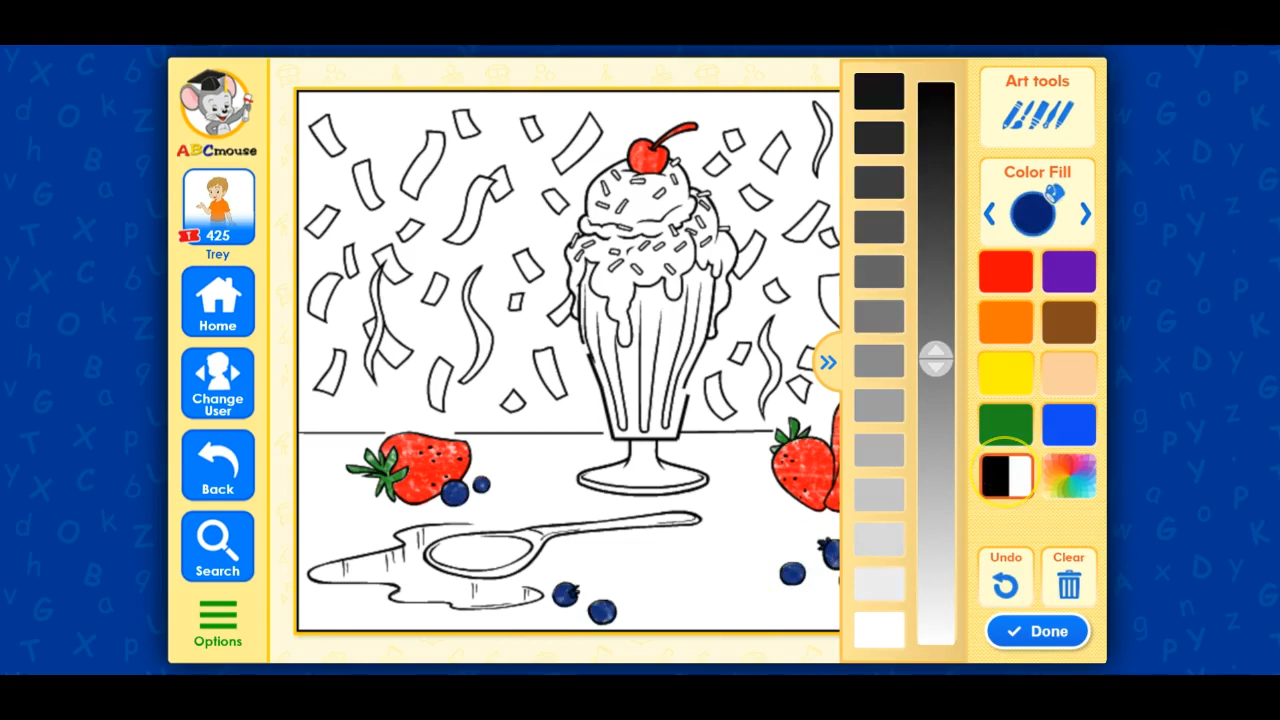 ABCmouse
T 425
Trey
Home
Change
User
Back
Search
Options
Art tools
Color Fill
Undo
Clear
Done